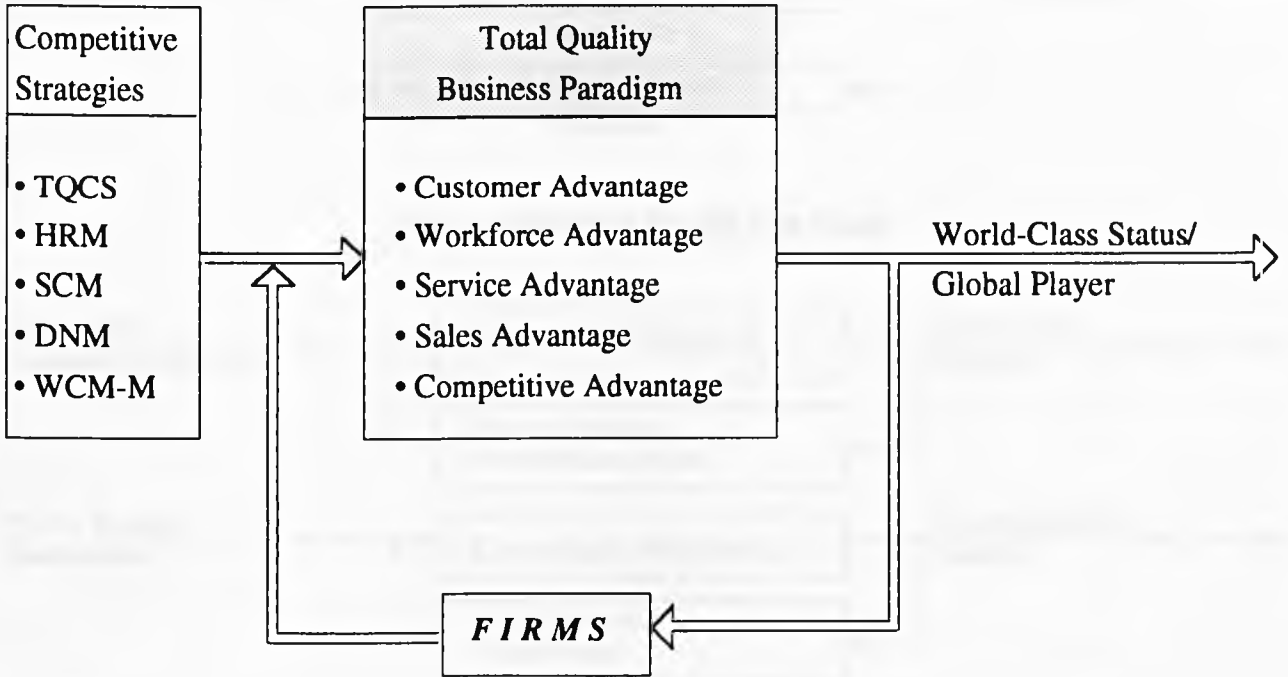 Competitive
Strategies
• TQCS
• HRM
• SCM
• DNM
• WCM-M
Total Quality
Business Paradigm
• Customer Advantage
• Workforce Advantage
• Service Advantage
• Sales Advantage
• Competitive Advantage
World-Class Status/
Global Player
FIRMS